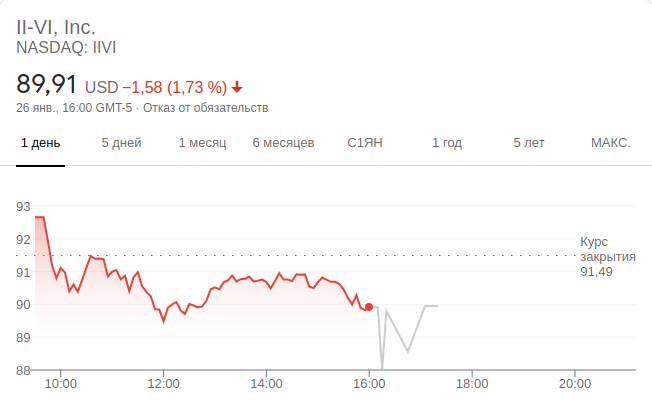 II-VI, Inc.
NASDAQ: IIVI
89,91 USD −1,58 (1,73 %)
26 янв., 16:00 GMT-5 · Отказ от обязательств
1 день 5 дней 1 месяц 6 месяцев С1ЯН 1 год 5 лет МАКС.
93
92
91
90
89
88
Курс
закрытия
91,49
10:00 12:00 14:00 16:00 18:00 20:00